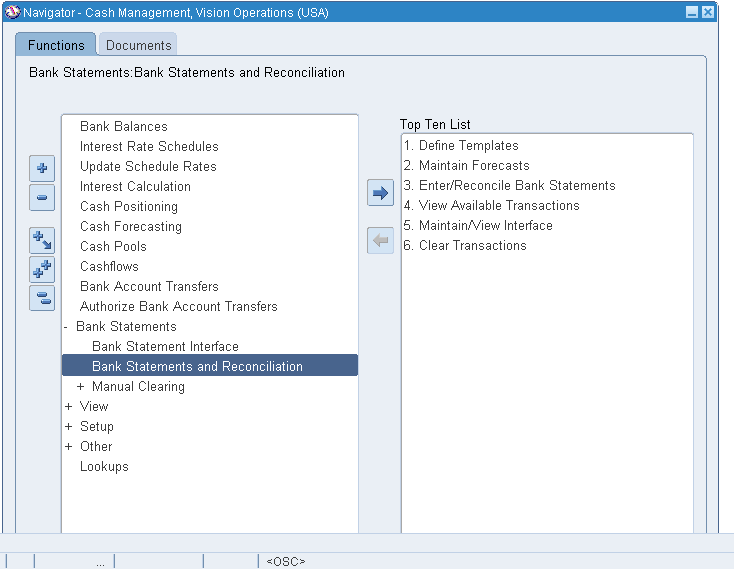 Navigator - Cash Management, Vision Operations (USA)
Functions
Documents
Bank Statements:Bank Statements and Reconciliation
Bank Balances
Interest Rate Schedules
Update Schedule Rates
Interest Calculation
Cash Positioning
Cash Forecasting
Cash Pools
Cashflows
Bank Account Transfers
Authorize Bank Account Transfers
- Bank Statements
Bank Statement Interface
Bank Statements and Reconciliation
+ Manual Clearing
+ View
+ Setup
+ Other
Lookups
Top Ten List
1. Define Templates
2. Maintain Forecasts
3. Enter/Reconcile Bank Statements
4. View Available Transactions
5. Maintain/View Interface
6. Clear Transactions
... <OSC>